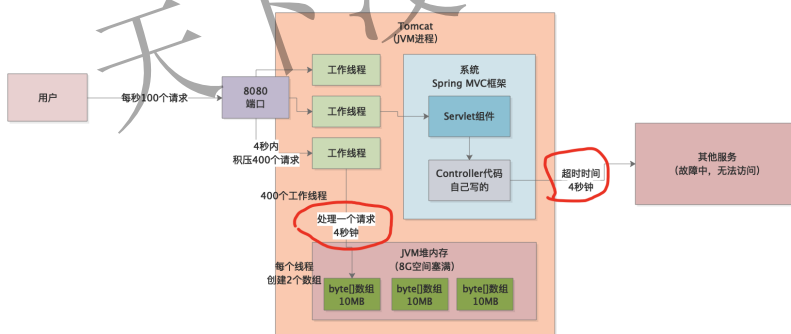 Tomcat
（JVM进程）
用户
每秒100个请求
8080
端口
工作线程
工作线程
工作线程
4秒内
积压400个请求
系统
Spring MVC框架
Servlet组件
Controller代码
自己写的
超时时间
4秒钟
其他服务
（故障中，无法访问）
400个工作线程
处理一个请求
4秒钟
每个线程
创建2个数组
JVM堆内存
（8G空间塞满）
byte[]数组
10MB
byte[]数组
10MB
byte[]数组
10MB